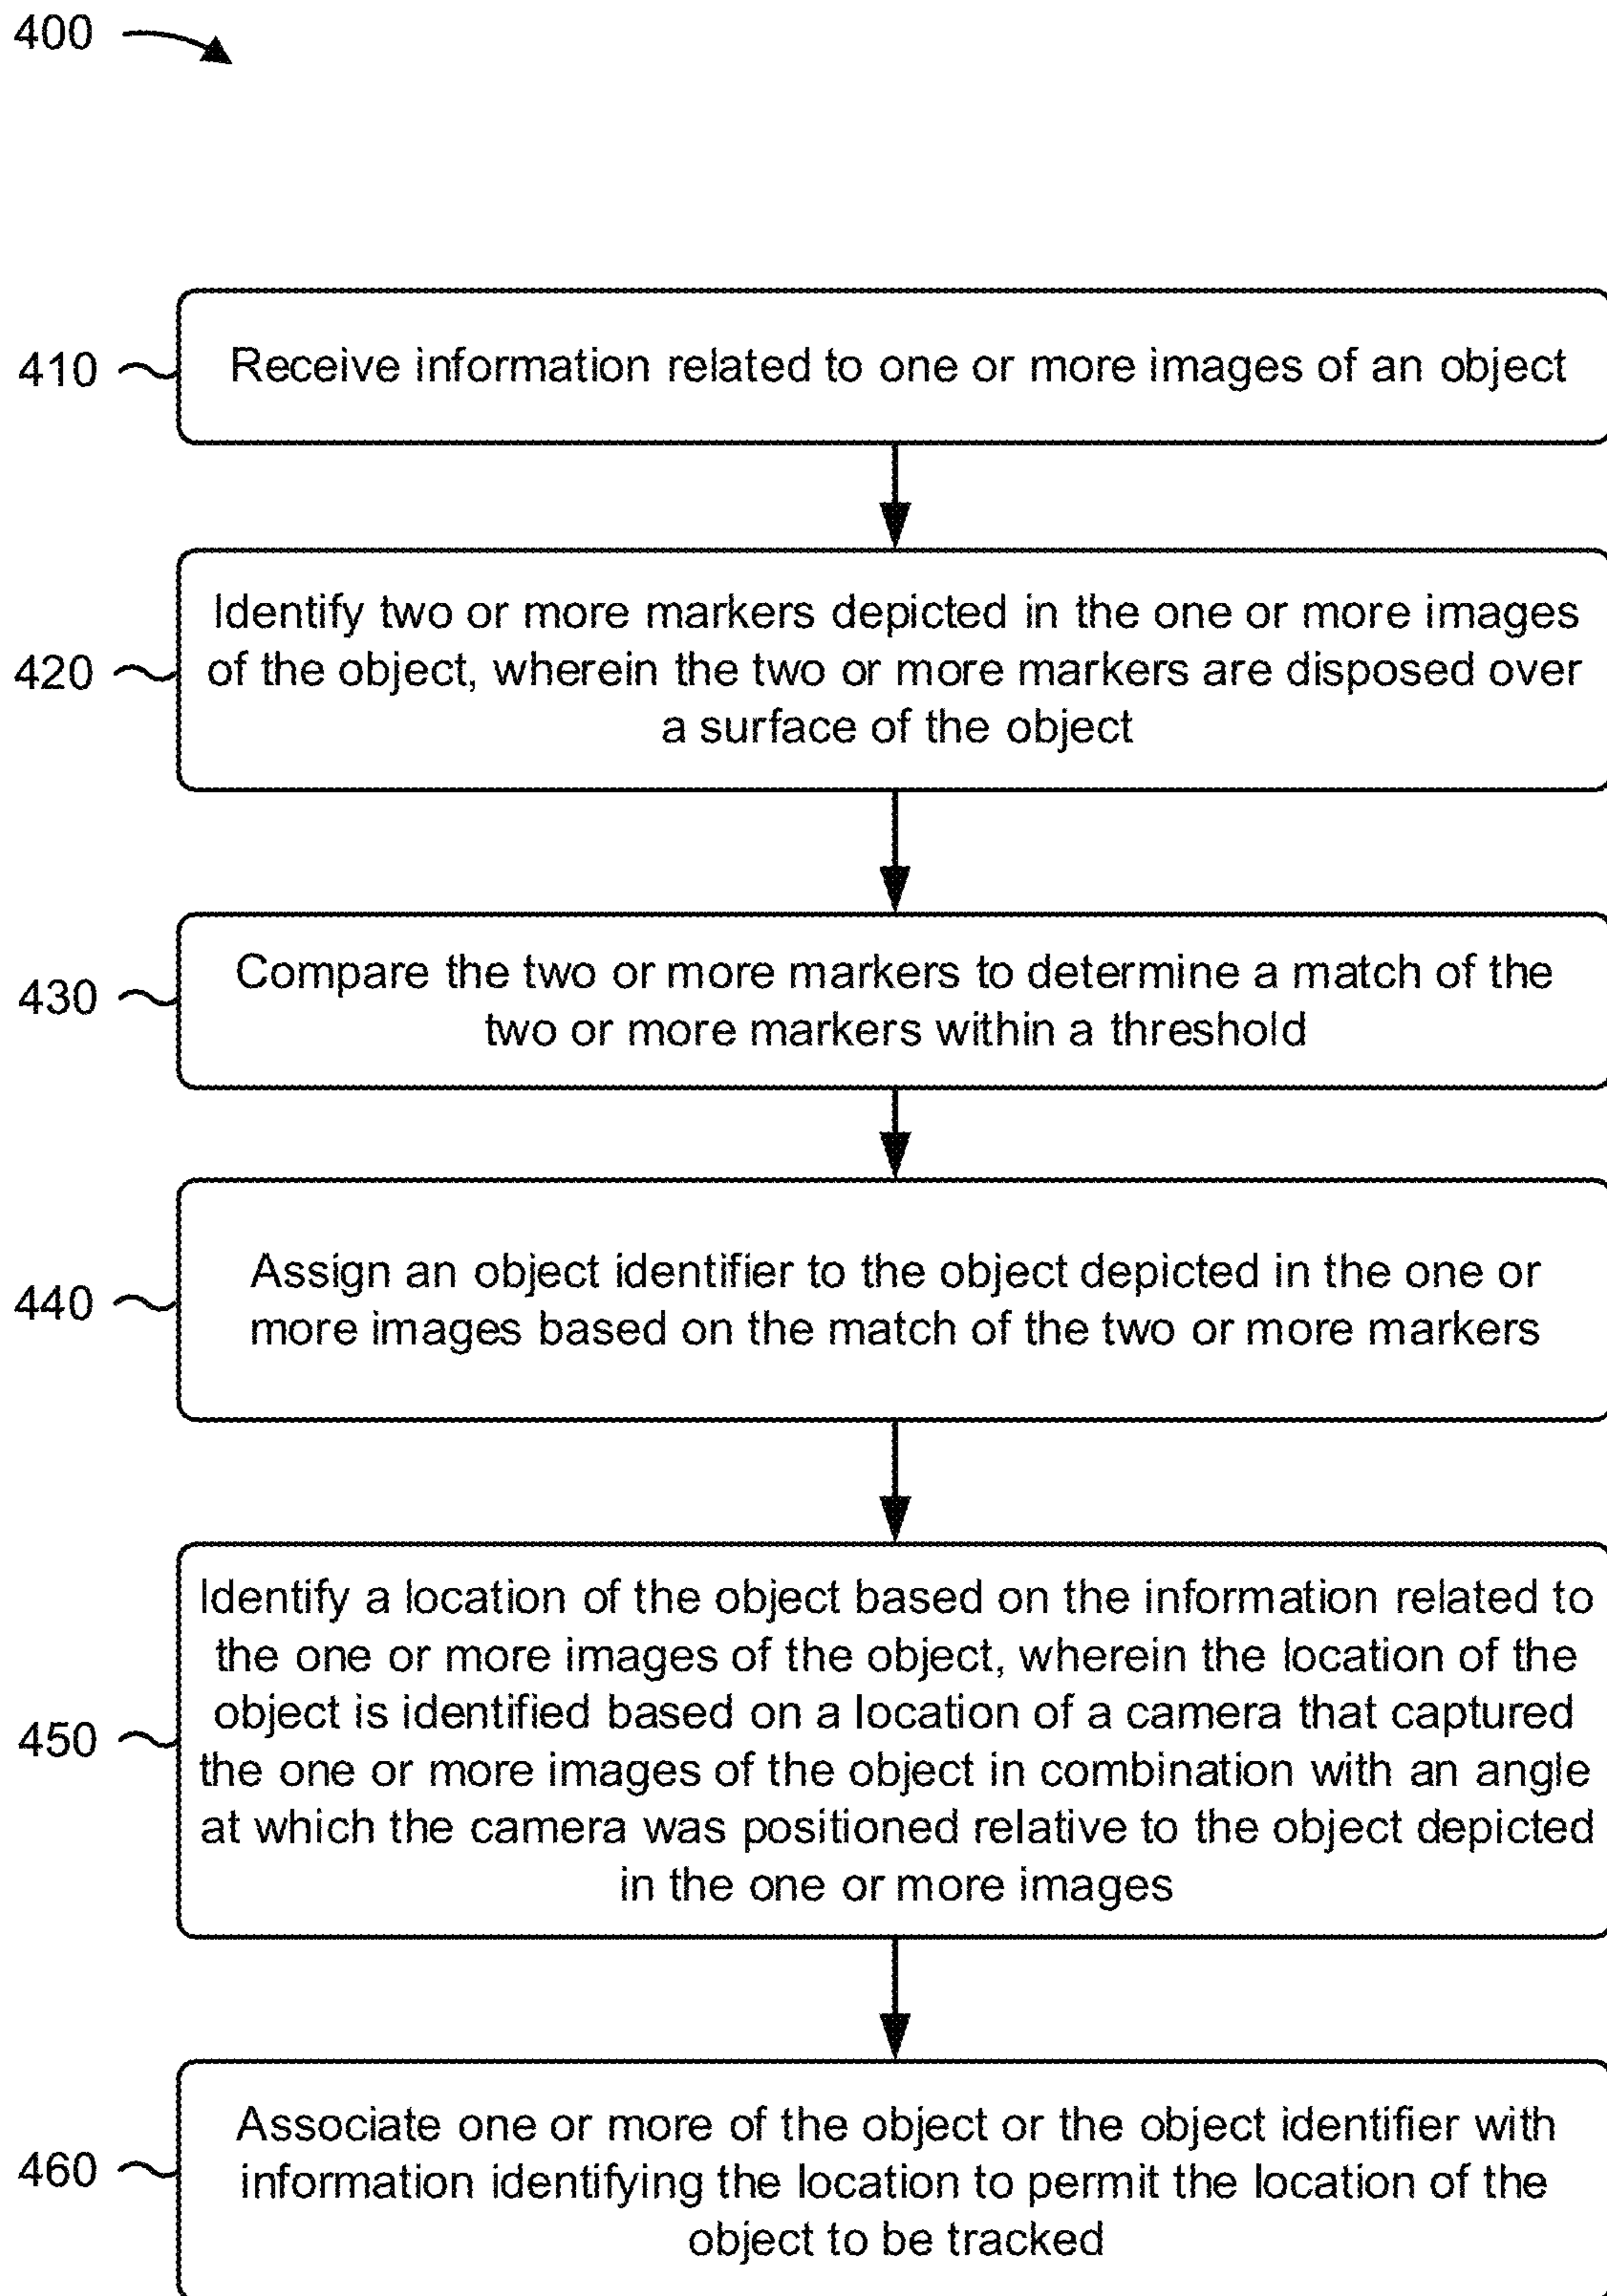 400
410
Receive information related to one or more images of an object
420
Identify two or more markers depicted in the one or more images
of the object, wherein the two or more markers are disposed over
a surface of the object
430
Compare the two or more markers to determine a match of the
two or more markers within a threshold
440
Assign an object identifier to the object depicted in the one or
more images based on the match of the two or more markers
450
Identify a location of the object based on the information related to
the one or more images of the object, wherein the location of the
object is identified based on a location of a camera that captured
the one or more images of the object in combination with an angle
at which the camera was positioned relative to the object depicted
in the one or more images
460
Associate one or more of the object or the object identifier with
information identifying the location to permit the location of the
object to be tracked